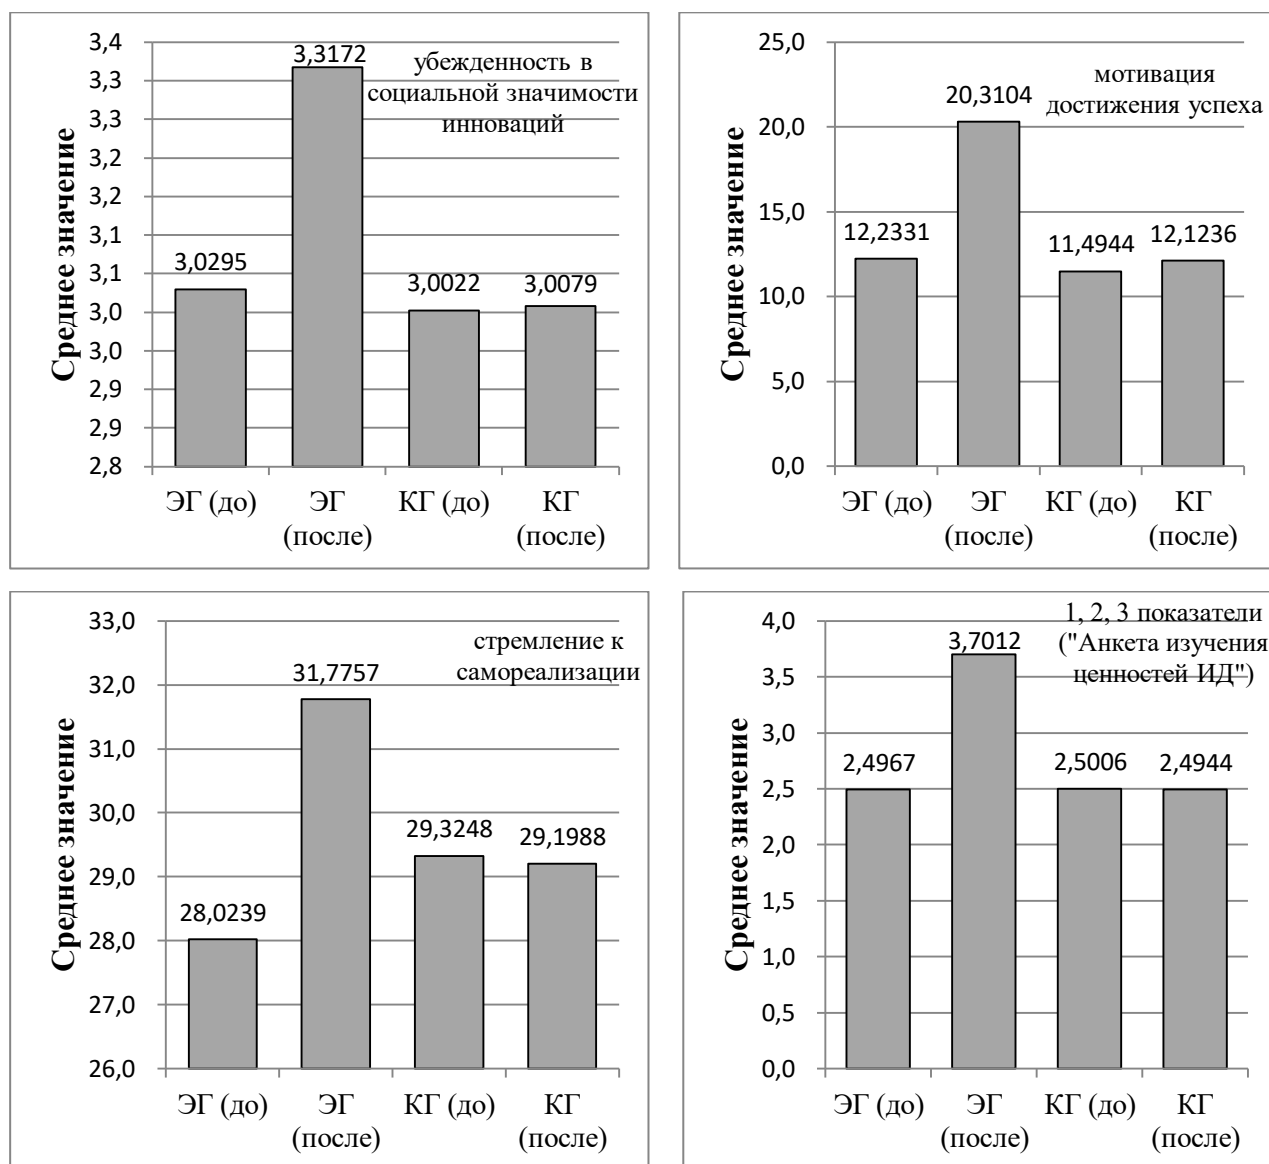 3,4
3,3
3,3
3,2
3,2
3,1
3,1
3,0
3,0
2,9
2,9
2,8
Среднее значение
3,0295
3,3172
3,0022
3,0079
убежденность в
социальной значимости
инноваций
ЭГ (до)
ЭГ
(после)
КГ (до)
КГ
(после)
25,0
20,0
15,0
10,0
5,0
0,0
Среднее значение
12,2331
20,3104
11,4944
12,1236
мотивация
достижения успеха
ЭГ (до)
ЭГ
(после)
КГ (до)
КГ
(после)
33,0
32,0
31,0
30,0
29,0
28,0
27,0
26,0
Среднее значение
28,0239
31,7757
29,3248
29,1988
стремление к
самореализации
ЭГ (до)
ЭГ
(после)
КГ (до)
КГ
(после)
4,0
3,5
3,0
2,5
2,0
1,5
1,0
0,5
0,0
Среднее значение
2,4967
3,7012
2,5006
2,4944
1, 2, 3 показатели
("Анкета изучения
ценностей ИД")
ЭГ (до)
ЭГ
(после)
КГ (до)
КГ
(после)